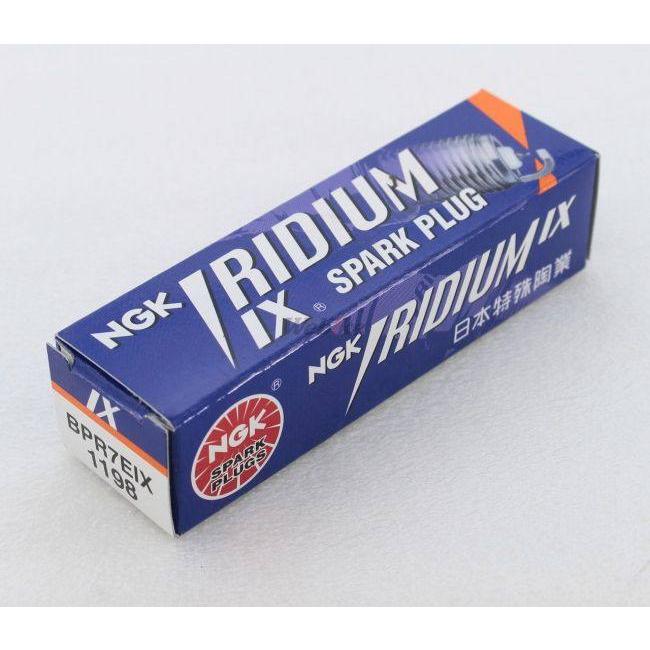 NGK IRIDIUM
IX ® SPARK PLUG
NGK IRIDIUM IX
日本特殊陶業
®
NGK
SPARK
PLUGS
IX
BPR7EIX
1198